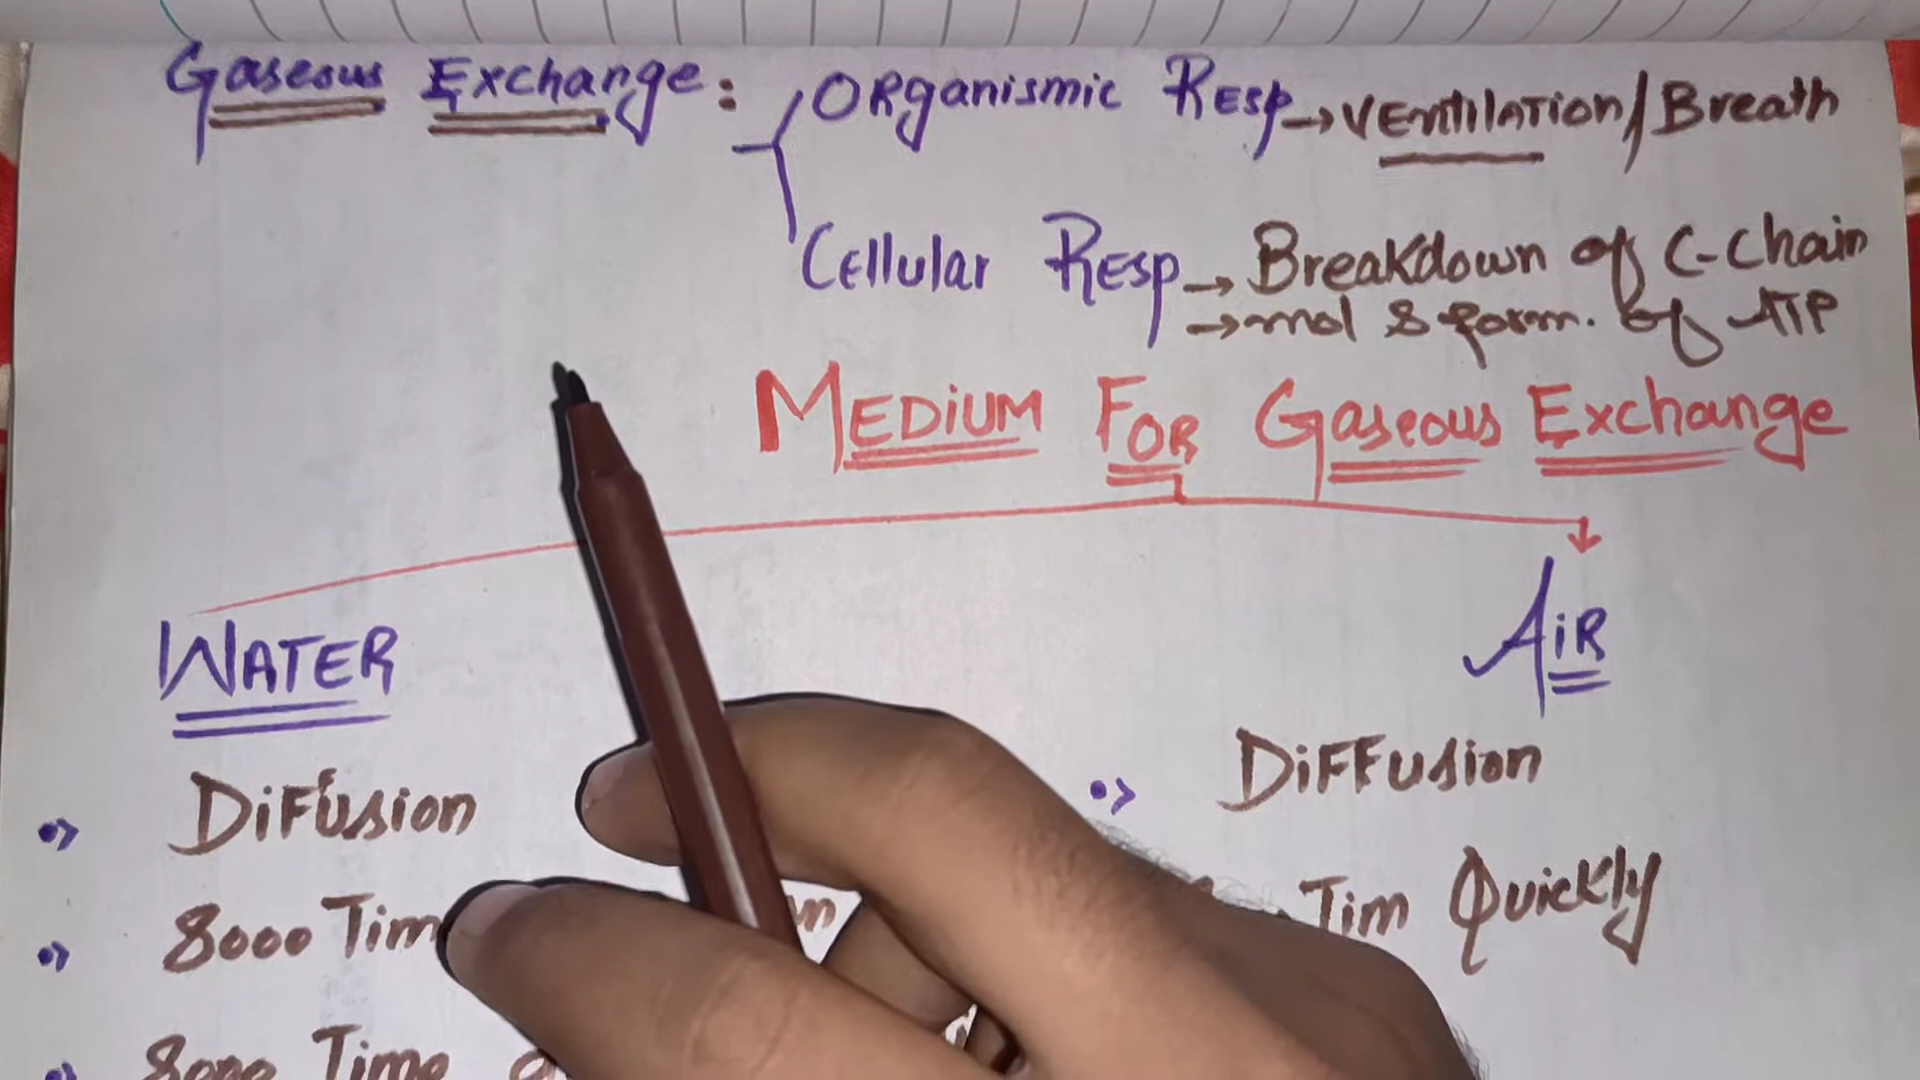 Gaseous Exchange: Organismic Resp → Ventilation/Breath
Cellular Resp → Breakdown of C-Chain
→ mol & form. of ATP
Medium For Gaseous Exchange
Water
Air
Difusion
Diffusion
8000 Tim
Tim Quickly
8000 Time